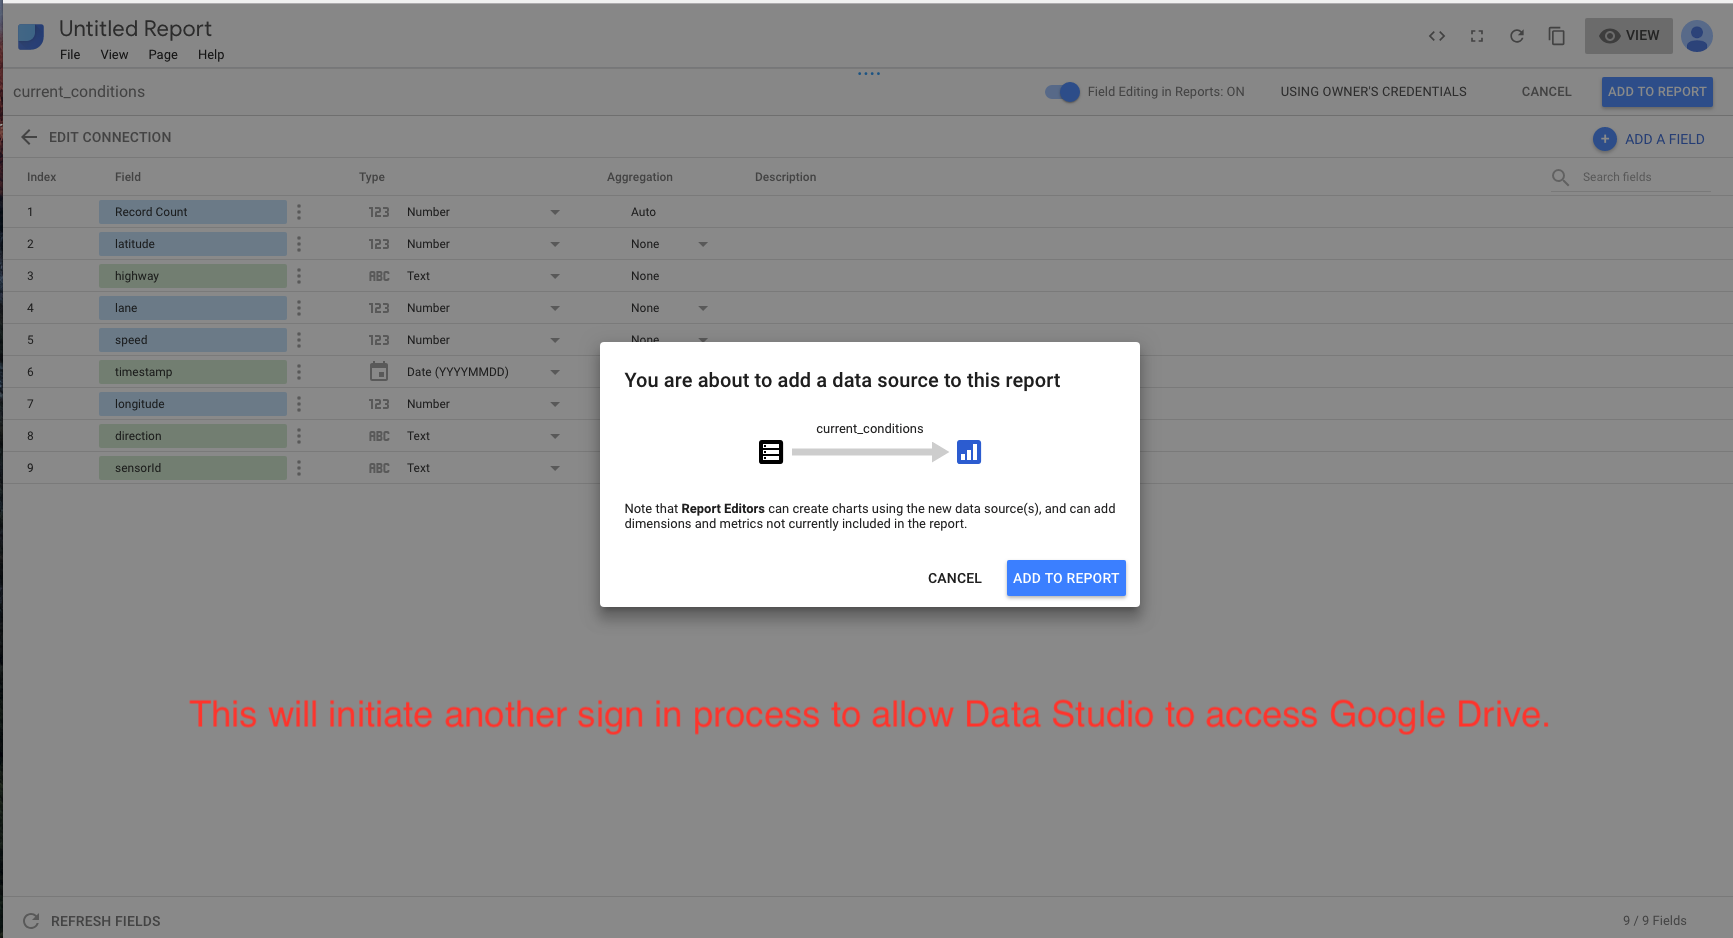 Untitled Report
File View Page Help
VIEW
current_conditions
Field Editing in Reports: ON USING OWNER'S CREDENTIALS CANCEL ADD TO REPORT
EDIT CONNECTION
ADD A FIELD
Index Field Type Aggregation Description Search fields
1 Record Count 123 Number Auto
2 latitude 123 Number None
3 highway ABC Text None
4 lane 123 Number None
5 speed 123 Number None
6 timestamp Date (YYYYMMDD)
7 longitude 123 Number
8 direction ABC Text
9 sensorId ABC Text
You are about to add a data source to this report
current_conditions
Note that Report Editors can create charts using the new data source(s), and can add
dimensions and metrics not currently included in the report.
CANCEL ADD TO REPORT
This will initiate another sign in process to allow Data Studio to access Google Drive.
REFRESH FIELDS
9 / 9 Fields